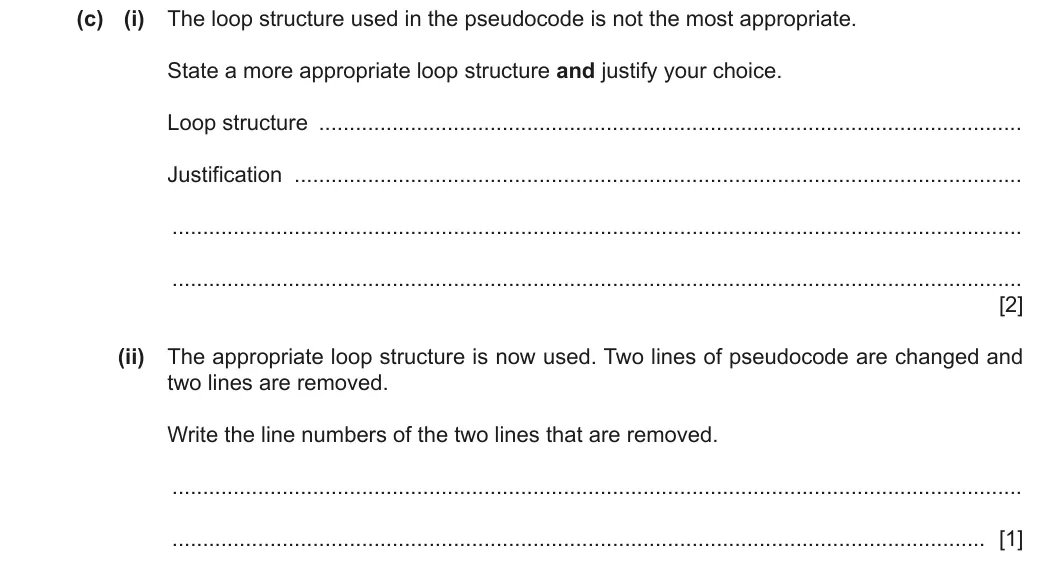 (c) (i) The loop structure used in the pseudocode is not the most appropriate.
State a more appropriate loop structure and justify your choice.
Loop structure ....................................................................................................................
Justification ........................................................................................................................
............................................................................................................................................
............................................................................................................................................
[2]
(ii) The appropriate loop structure is now used. Two lines of pseudocode are changed and
two lines are removed.
Write the line numbers of the two lines that are removed.
............................................................................................................................................
...................................................................................................................................... [1]